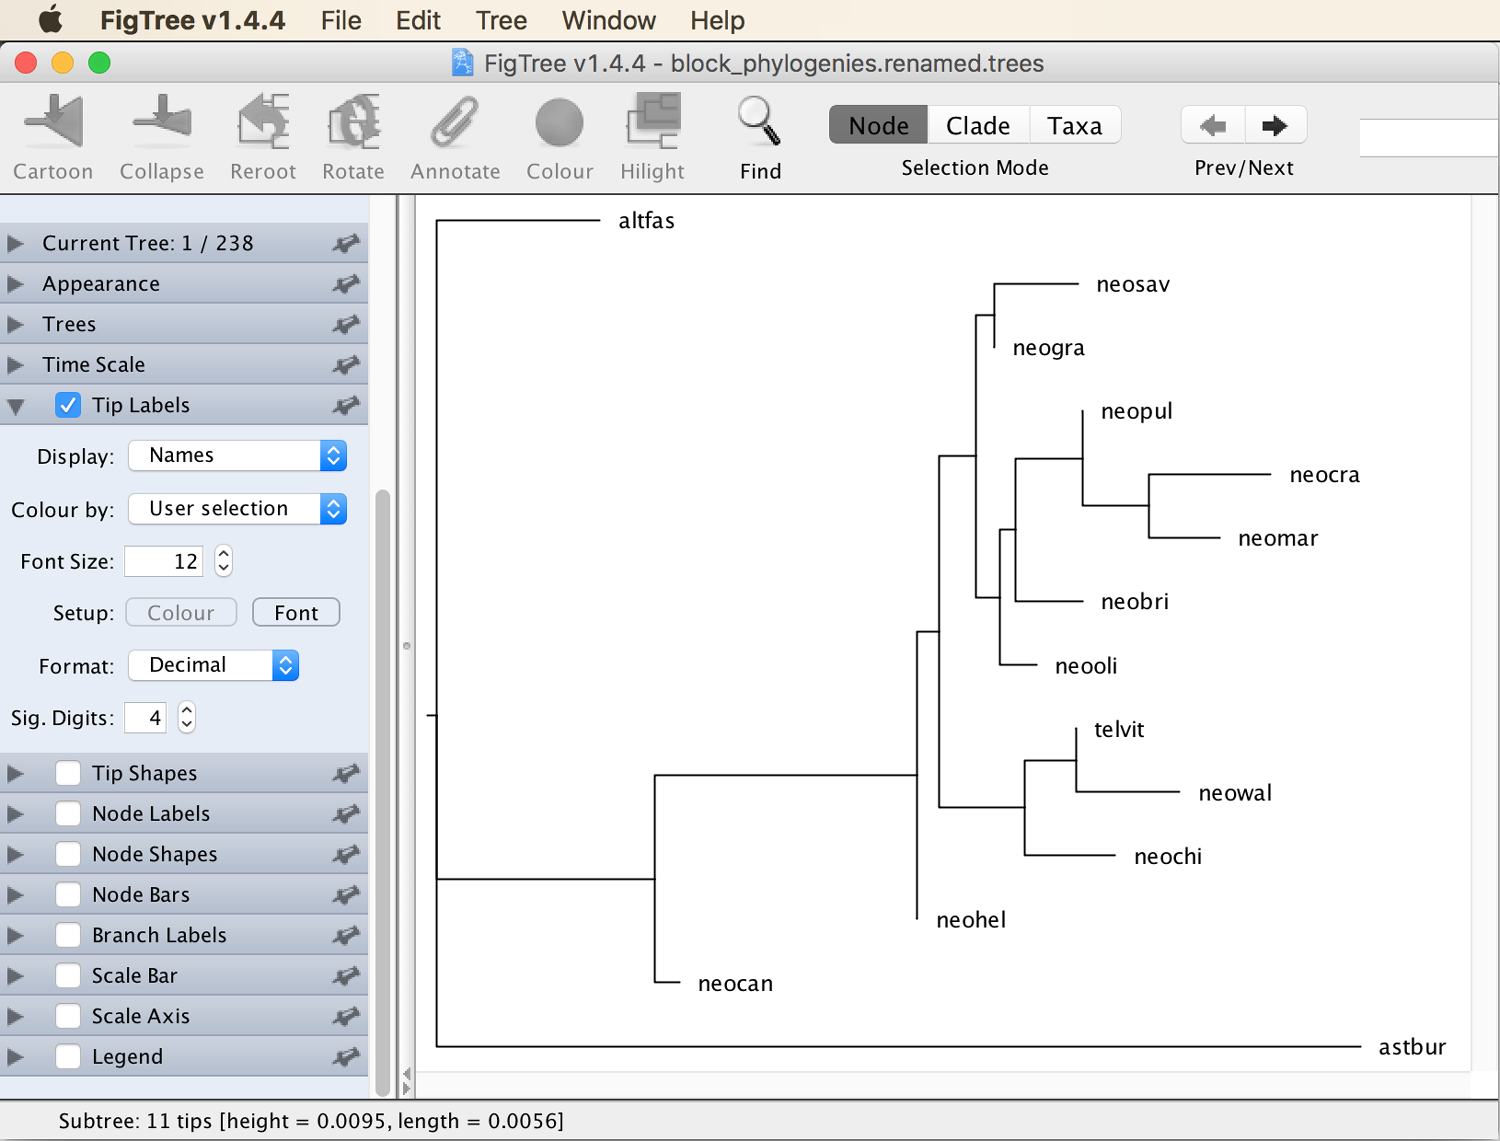 FigTree v1.4.4 File Edit Tree Window Help
FigTree v1.4.4 - block_phylogenies.renamed.trees
Cartoon Collapse Reroot Rotate Annotate Colour Hilight Find
Node Clade Taxa
Selection Mode
Prev/Next
Current Tree: 1 / 238
Appearance
Trees
Time Scale
Tip Labels
Display: Names
Colour by: User selection
Font Size: 12
Setup: Colour Font
Format: Decimal
Sig. Digits: 4
Tip Shapes
Node Labels
Node Shapes
Node Bars
Branch Labels
Scale Bar
Scale Axis
Legend
altfas
neosav
neogra
neopul
neocra
neomar
neobri
neooli
telvit
neowal
neochi
neohel
neocan
astbur
Subtree: 11 tips [height = 0.0095, length = 0.0056]